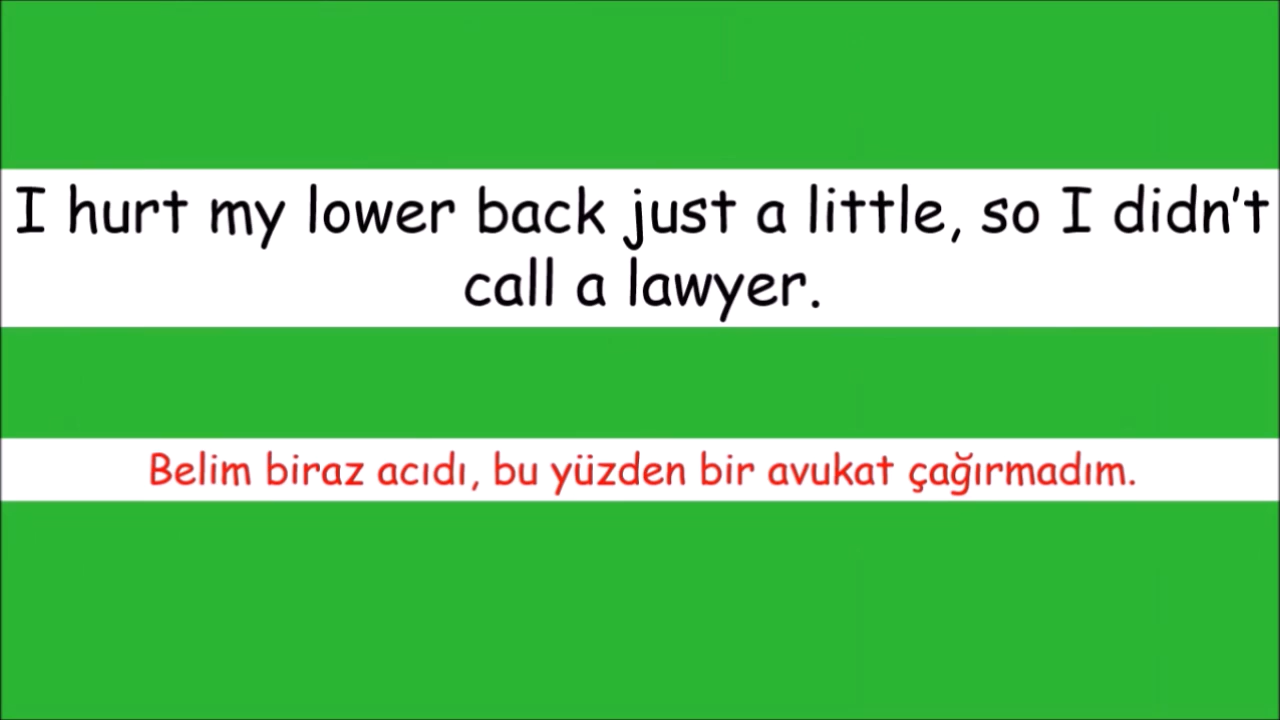 I hurt my lower back just a little, so I didn't
call a lawyer.
Belim biraz acıdı, bu yüzden bir avukat çağırmadım.